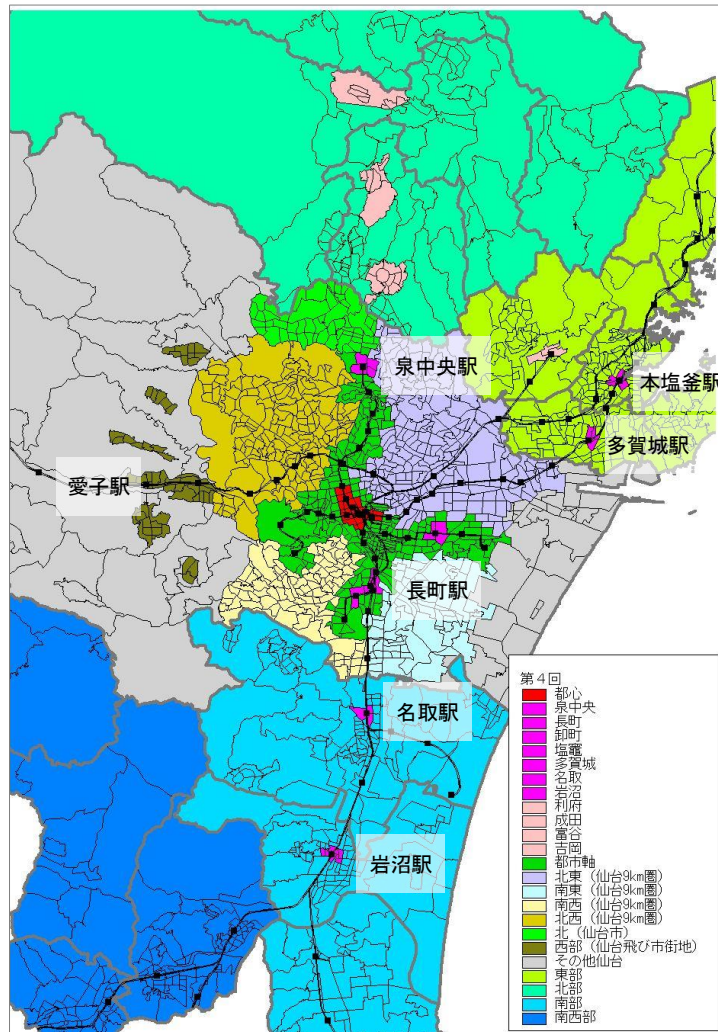 泉中央駅
本塩釜駅
多賀城駅
愛子駅
長町駅
名取駅
岩沼駅
第4回
都心
泉中央
長町
卸町
塩竈
多賀城
名取
岩沼
利府
成田
富谷
吉岡
都市軸
北東(仙台9km圏)
南東(仙台9km圏)
南西(仙台9km圏)
北西(仙台9km圏)
北(仙台市)
西部(仙台飛び市街地)
その他仙台
東部
北部
南部
南西部